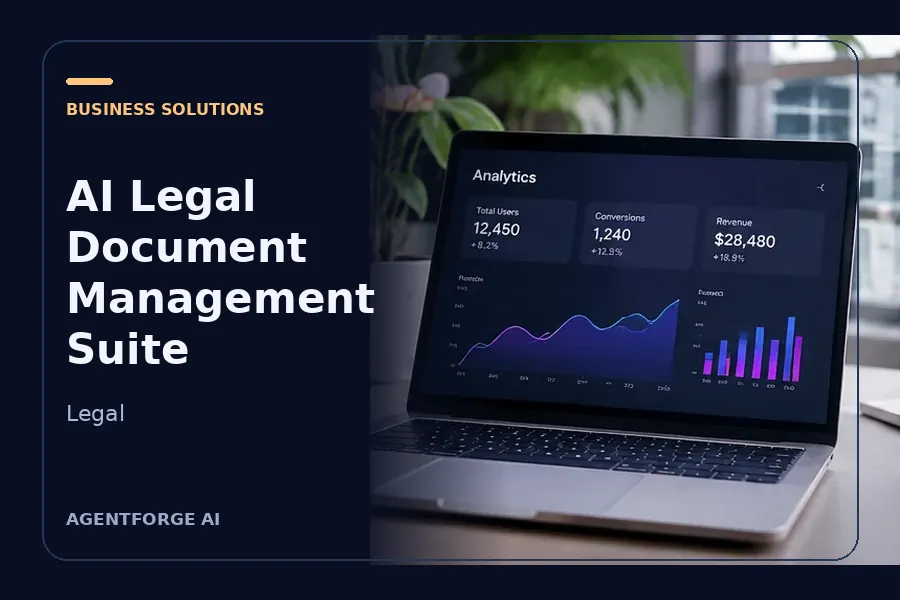 BUSINESS SOLUTIONS
AI Legal
Document
Management
Suite
Legal
AGENTFORGE AI
Analytics
Total Users
12,450
+8.2%
Conversions
1,240
+12.9%
Revenue
$28,480
+18.9%